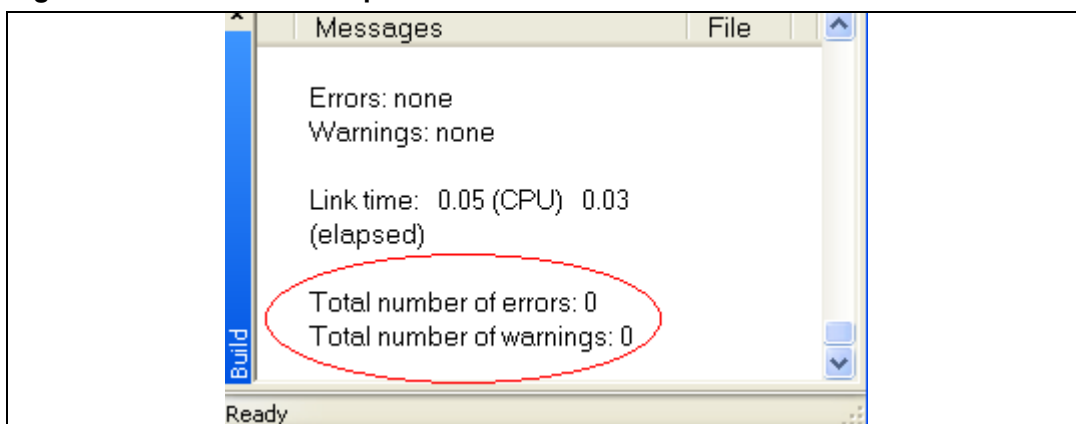 Messages File
Errors: none
Warnings: none
Link time: 0.05 (CPU) 0.03
(elapsed)
Total number of errors: 0
Total number of warnings: 0
Build
Ready